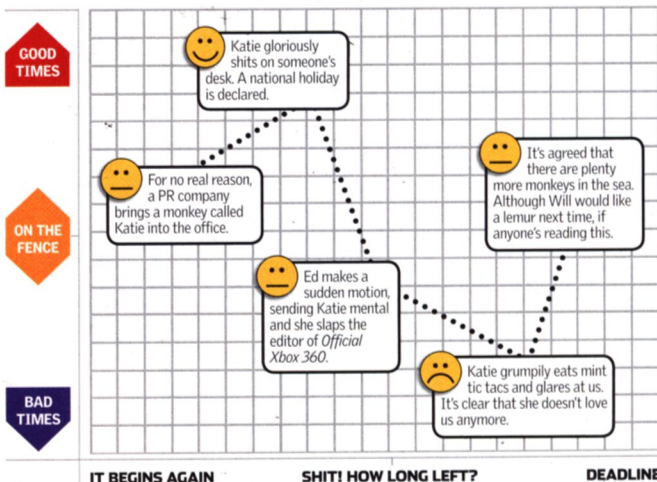 GOOD
TIMES
Katie gloriously
shits on someone's
desk. A national holiday
is declared.
For no real reason,
a PR company
brings a monkey called
Katie into the office.
It's agreed that
there are plenty
more monkeys in the sea.
Although Will would like
a lemur next time, if
anyone's reading this.
ON THE
FENCE
Ed makes a
sudden motion,
sending Katie mental
and she slaps the
editor of Official
Xbox 360.
Katie grumpily eats mint
tic tacs and glares at us.
It's clear that she doesn't love
us anymore.
BAD
TIMES
IT BEGINS AGAIN
SHIT! HOW LONG LEFT?
DEADLINE